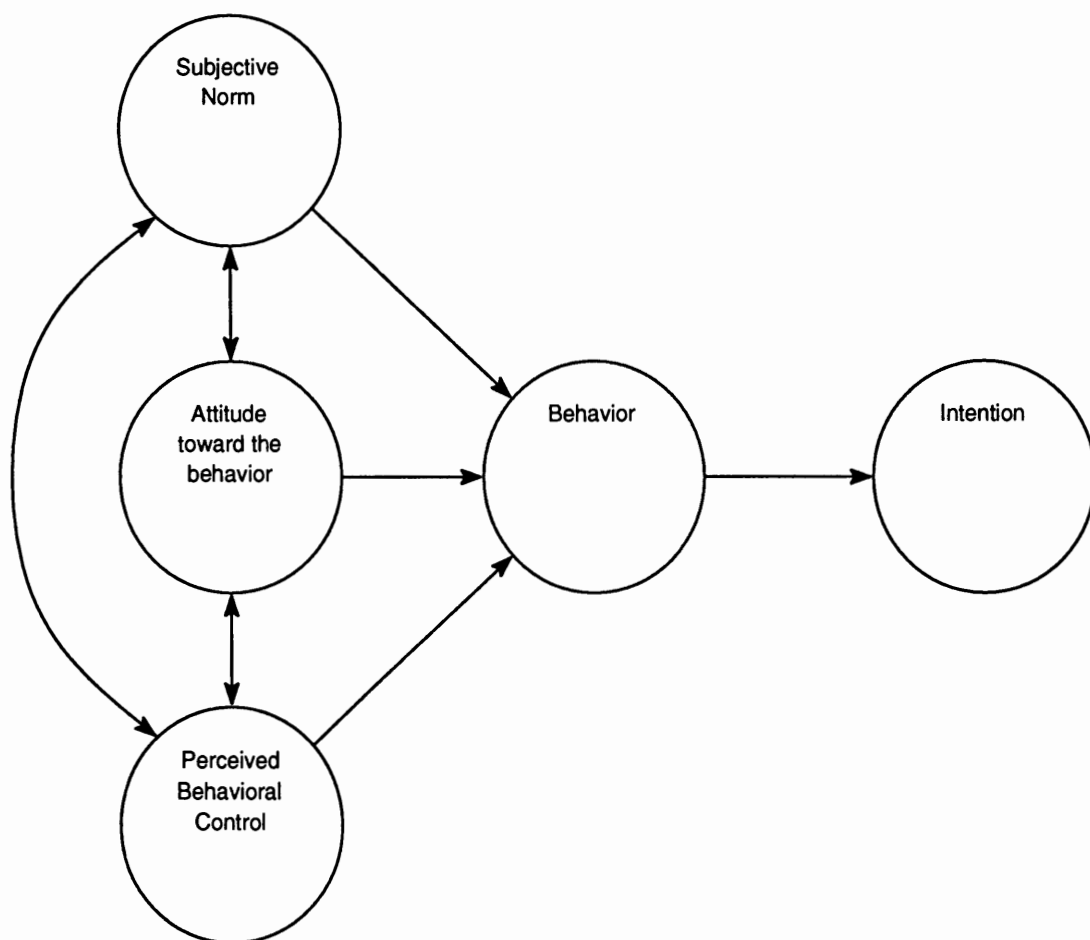 Subjective
Norm
Attitude
toward the
behavior
Behavior
Intention
Perceived
Behavioral
Control